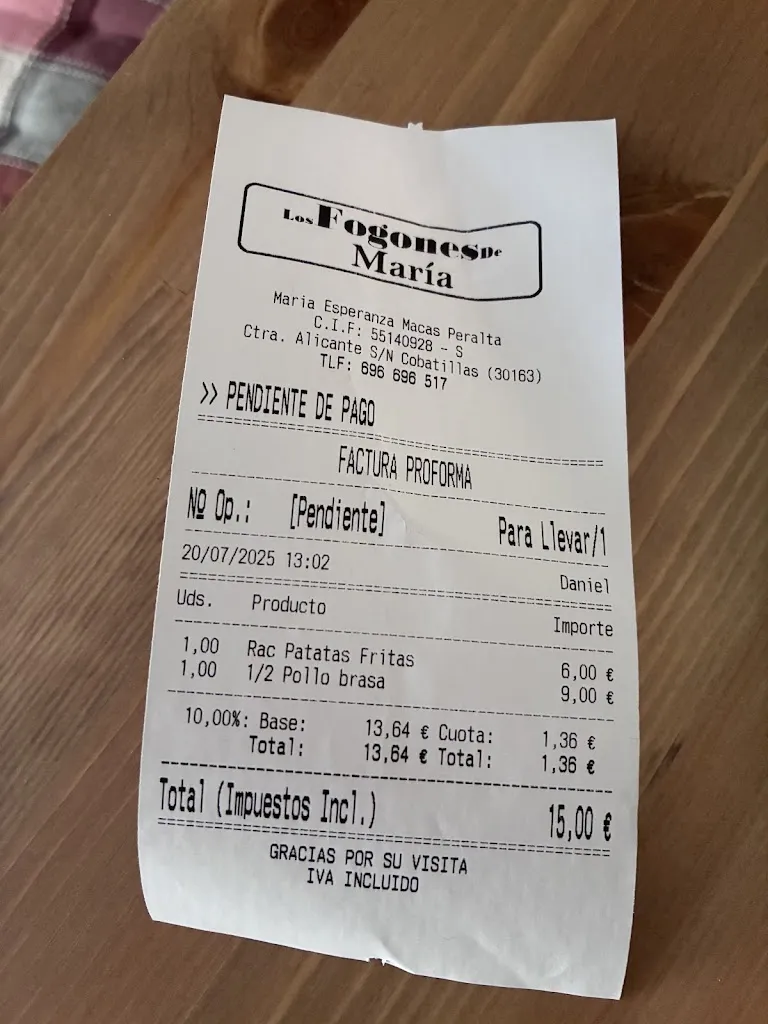 Los Fogones De
María
Maria Esperanza Macas Peralta
C.I.F: 55140928 - S
Ctra. Alicante S/N Cobatillas (30163)
TLF: 696 696 517
>> PENDIENTE DE PAGO
FACTURA PROFORMA
Nº Op.: [Pendiente] Para Llevar/1
20/07/2025 13:02 Daniel
Uds. Producto Importe
1,00 Rac Patatas Fritas 6,00 €
1,00 1/2 Pollo brasa 9,00 €
10,00%: Base: 13,64 € Cuota: 1,36 €
Total: 13,64 € Total: 1,36 €
Total (Impuestos Incl.) 15,00 €
GRACIAS POR SU VISITA
IVA INCLUIDO